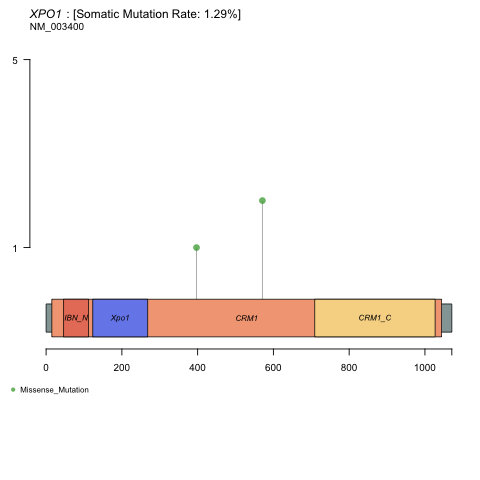 XPO1 : [Somatic Mutation Rate: 1.29%]
NM_003400
5
1
IBN_N
Xpo1
CRM1
CRM1_C
0
200
400
600
800
1000
Missense_Mutation